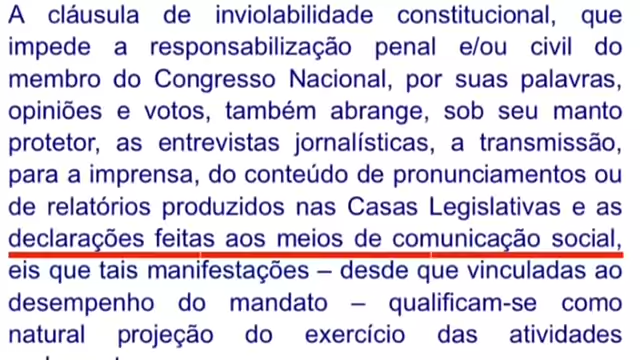 A cláusula de inviolabilidade constitucional, que
impede a responsabilização penal e/ou civil do
membro do Congresso Nacional, por suas palavras,
opiniões e votos, também abrange, sob seu manto
protetor, as entrevistas jornalísticas, a transmissão,
para a imprensa, do conteúdo de pronunciamentos ou
de relatórios produzidos nas Casas Legislativas e as
declarações feitas aos meios de comunicação social,
eis que tais manifestações – desde que vinculadas ao
desempenho do mandato – qualificam-se como
natural projeção do exercício das atividades